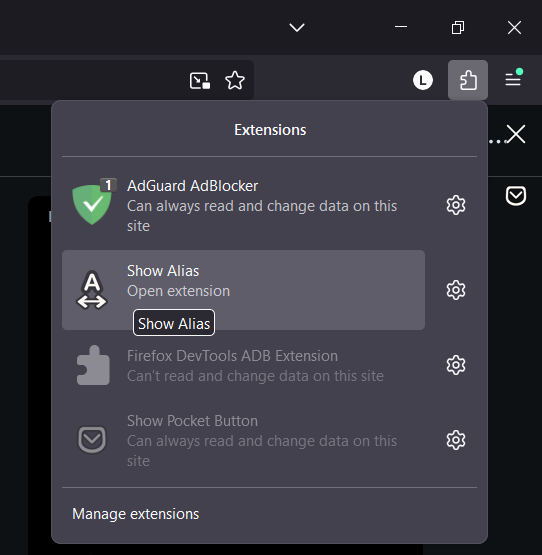 L
Extensions
1
AdGuard AdBlocker
Can always read and change data on this
site
A
Show Alias
Open extension
Show Alias
Firefox DevTools ADB Extension
Can't read and change data on this site
Show Pocket Button
Can always read and change data on this
site
Manage extensions